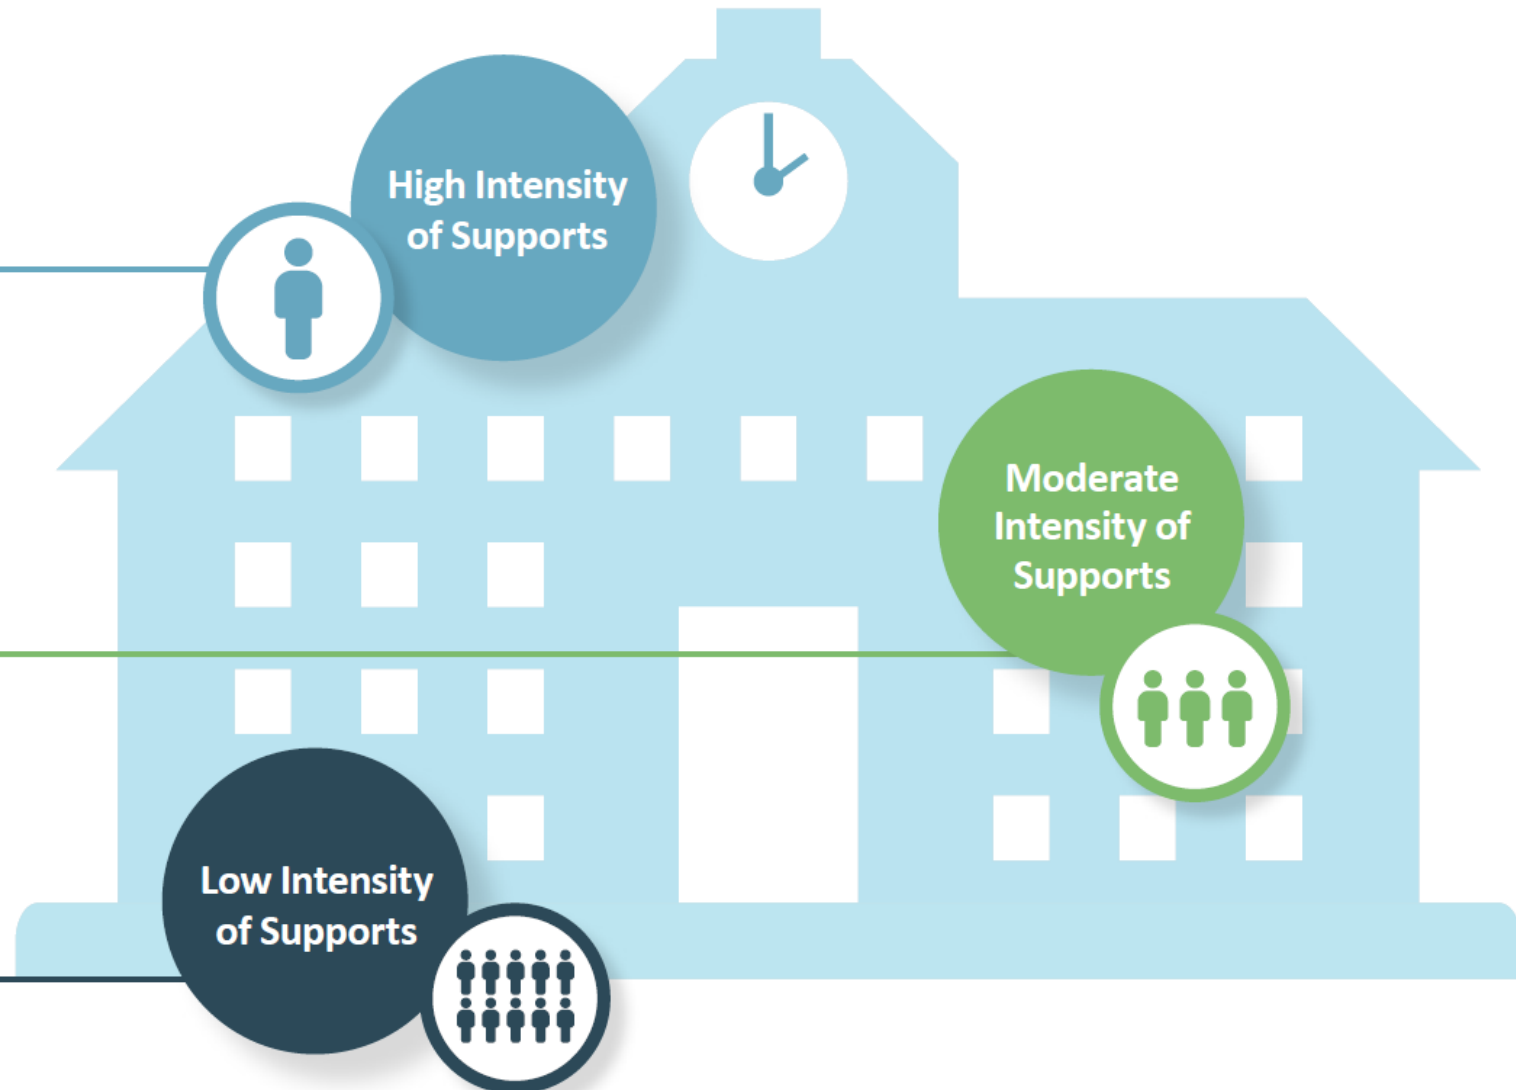 High Intensity
of Supports
Moderate
Intensity of
Supports
Low Intensity
of Supports